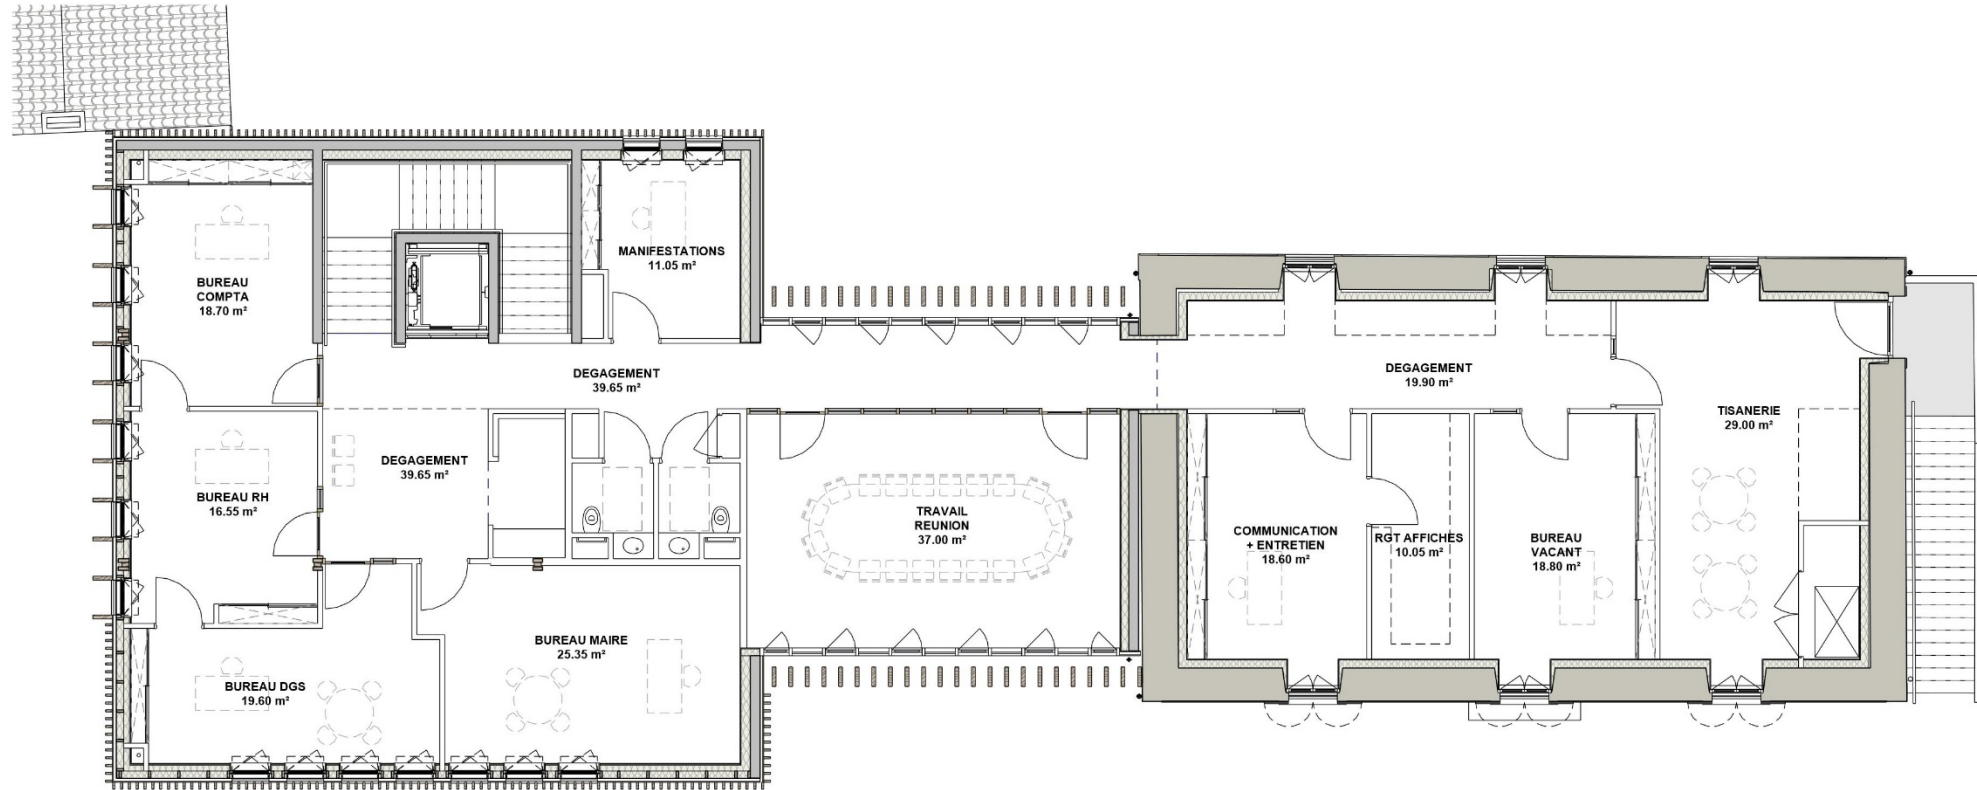 MANIFESTATIONS
11.05 m²
BUREAU
COMPTA
18.70 m²
DEGAGEMENT
39.65 m²
DEGAGEMENT
19.90 m²
TISANERIE
29.00 m²
DEGAGEMENT
39.65 m²
BUREAU RH
16.55 m²
TRAVAIL
REUNION
37.00 m²
COMMUNICATION
+ ENTRETIEN
18.60 m²
RGT AFFICHES
10.05 m²
BUREAU
VACANT
18.80 m²
BUREAU MAIRE
25.35 m²
BUREAU DGS
19.60 m²